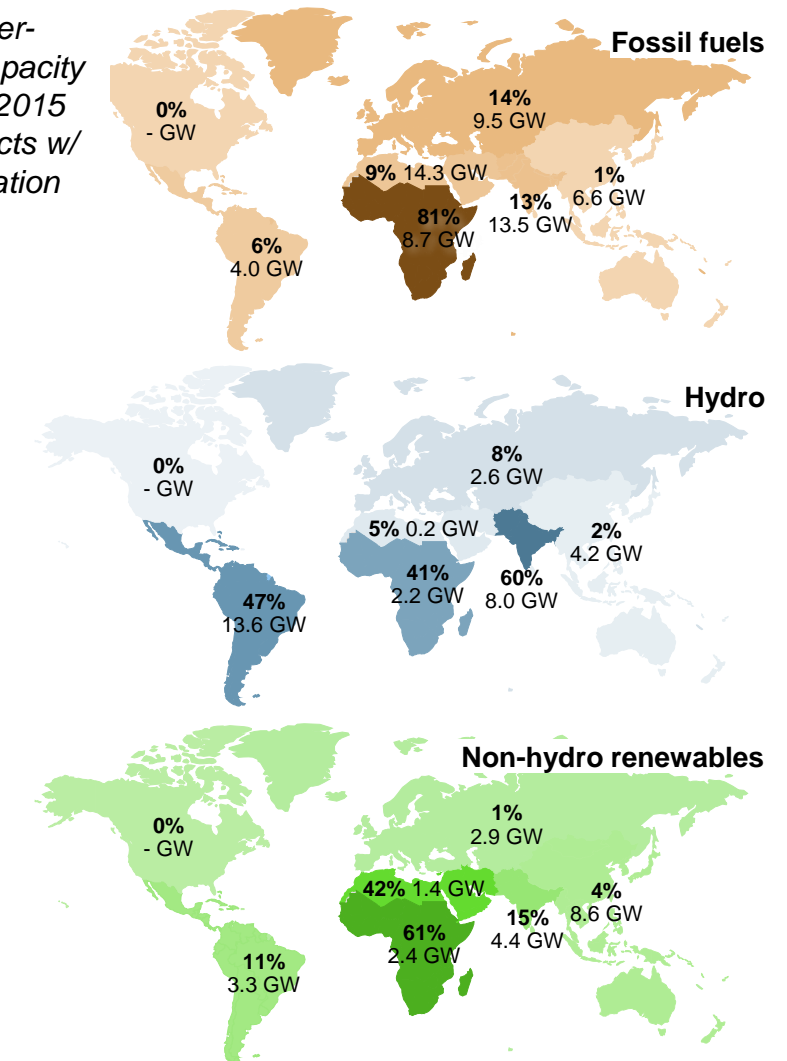 er-
pacity
2015
cts w/
ation
Fossil fuels
0%
- GW
14%
9.5 GW
9% 14.3 GW
1%
6.6 GW
13%
13.5 GW
81%
8.7 GW
6%
4.0 GW
Hydro
0%
- GW
8%
2.6 GW
5% 0.2 GW
2%
4.2 GW
41%
2.2 GW
60%
8.0 GW
47%
13.6 GW
Non-hydro renewables
0%
- GW
1%
2.9 GW
42% 1.4 GW
4%
8.6 GW
15%
4.4 GW
61%
2.4 GW
11%
3.3 GW